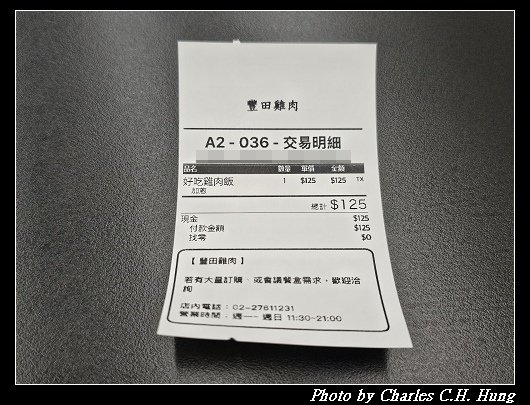 豐田雞肉
A2 - 036 - 交易明細
品名 數量 單價 金額
好吃雞肉飯 1 $125 $125 TX
加蔥
總計 $125
現金 $125
付款金額 $125
找零 $0
【 豐田雞肉 】
若有大量訂購、或會議餐盒需求，歡迎洽
詢
店內電話：02-27611231
營業時間：週一~週日 11:30~21:00
Photo by Charles C.H. Hung